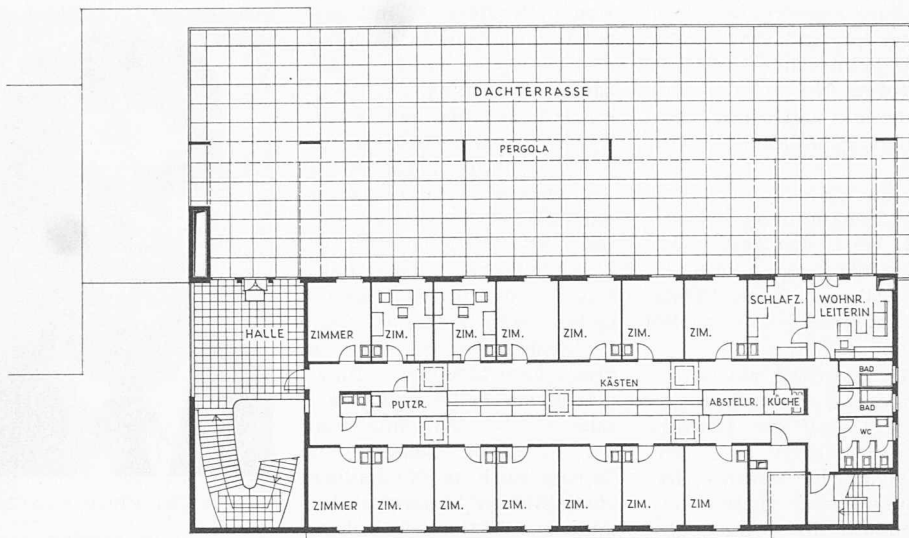 DACHTERRASSE
PERGOLA
HALLE
ZIMMER
ZIM.
ZIM.
ZIM.
ZIM.
ZIM.
ZIM.
SCHLAFZ.
WOHNR.
LEITERIN
KÄSTEN
PUTZR.
ABSTELLR.
KÜCHE
BAD
BAD
WC
ZIMMER
ZIM.
ZIM.
ZIM.
ZIM.
ZIM.
ZIM